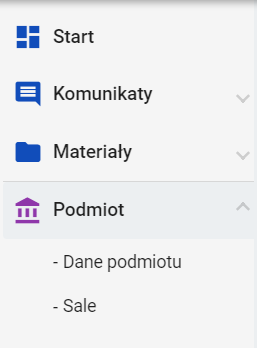 Start
Komunikaty
Materiały
Podmiot
- Dane podmiotu
- Sale